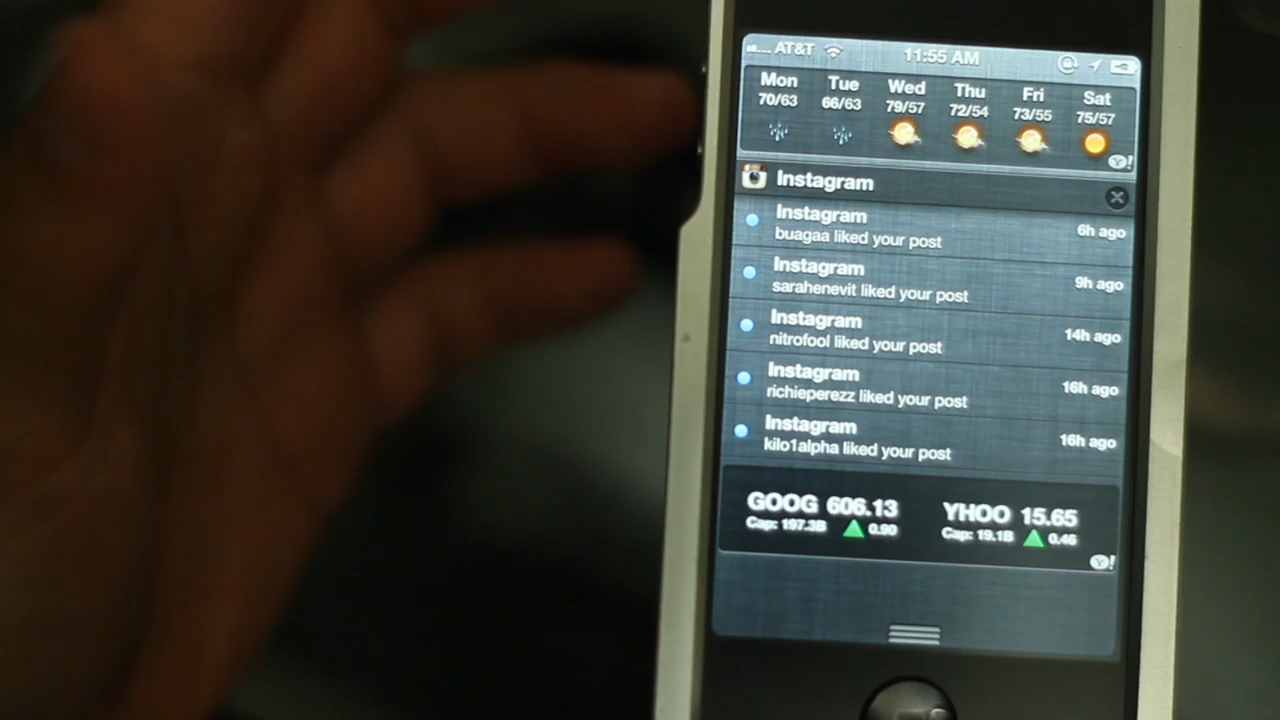 AT&T 11:55 AM
Mon Tue Wed Thu Fri Sat
70/63 66/63 79/57 72/54 73/55 75/57
Y!
Instagram
Instagram
buagaa liked your post 6h ago
Instagram
sarahenevit liked your post 9h ago
Instagram
nitrofool liked your post 14h ago
Instagram
richieperezz liked your post 16h ago
Instagram
kilo1alpha liked your post 16h ago
GOOG 606.13 YHOO 15.65
Cap: 197.3B 0.90 Cap: 19.1B 0.46
Y!